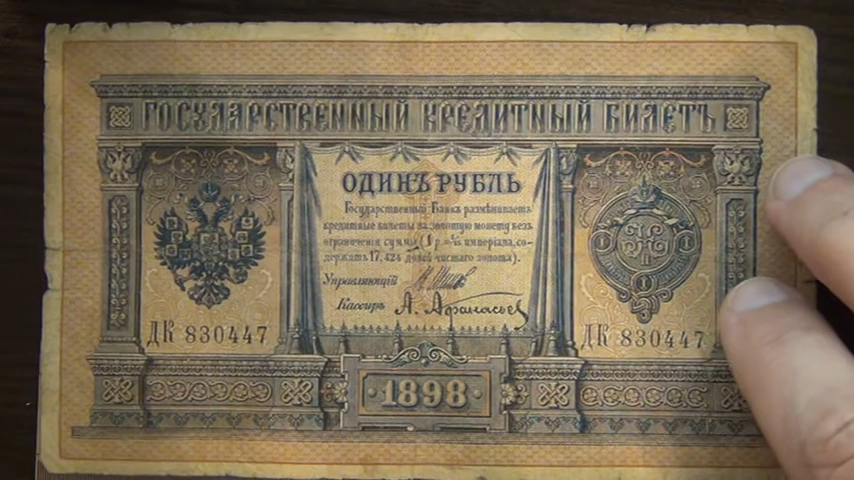 ГОСУДАРСТВЕННЫЙ КРЕДИТНЫЙ БИЛЕТЪ
ОДИНЪ РУБЛЬ
Государственный Банкъ размѣниваетъ
кредитные билеты на золотую монету безъ
ограниченія суммы (1 р. = 1/15 имперіала, со-
держитъ 17,424 долей чистаго золота).
Управляющій
Кассиръ А. Афанасьев
ДК 830447
ДК 830447
1898